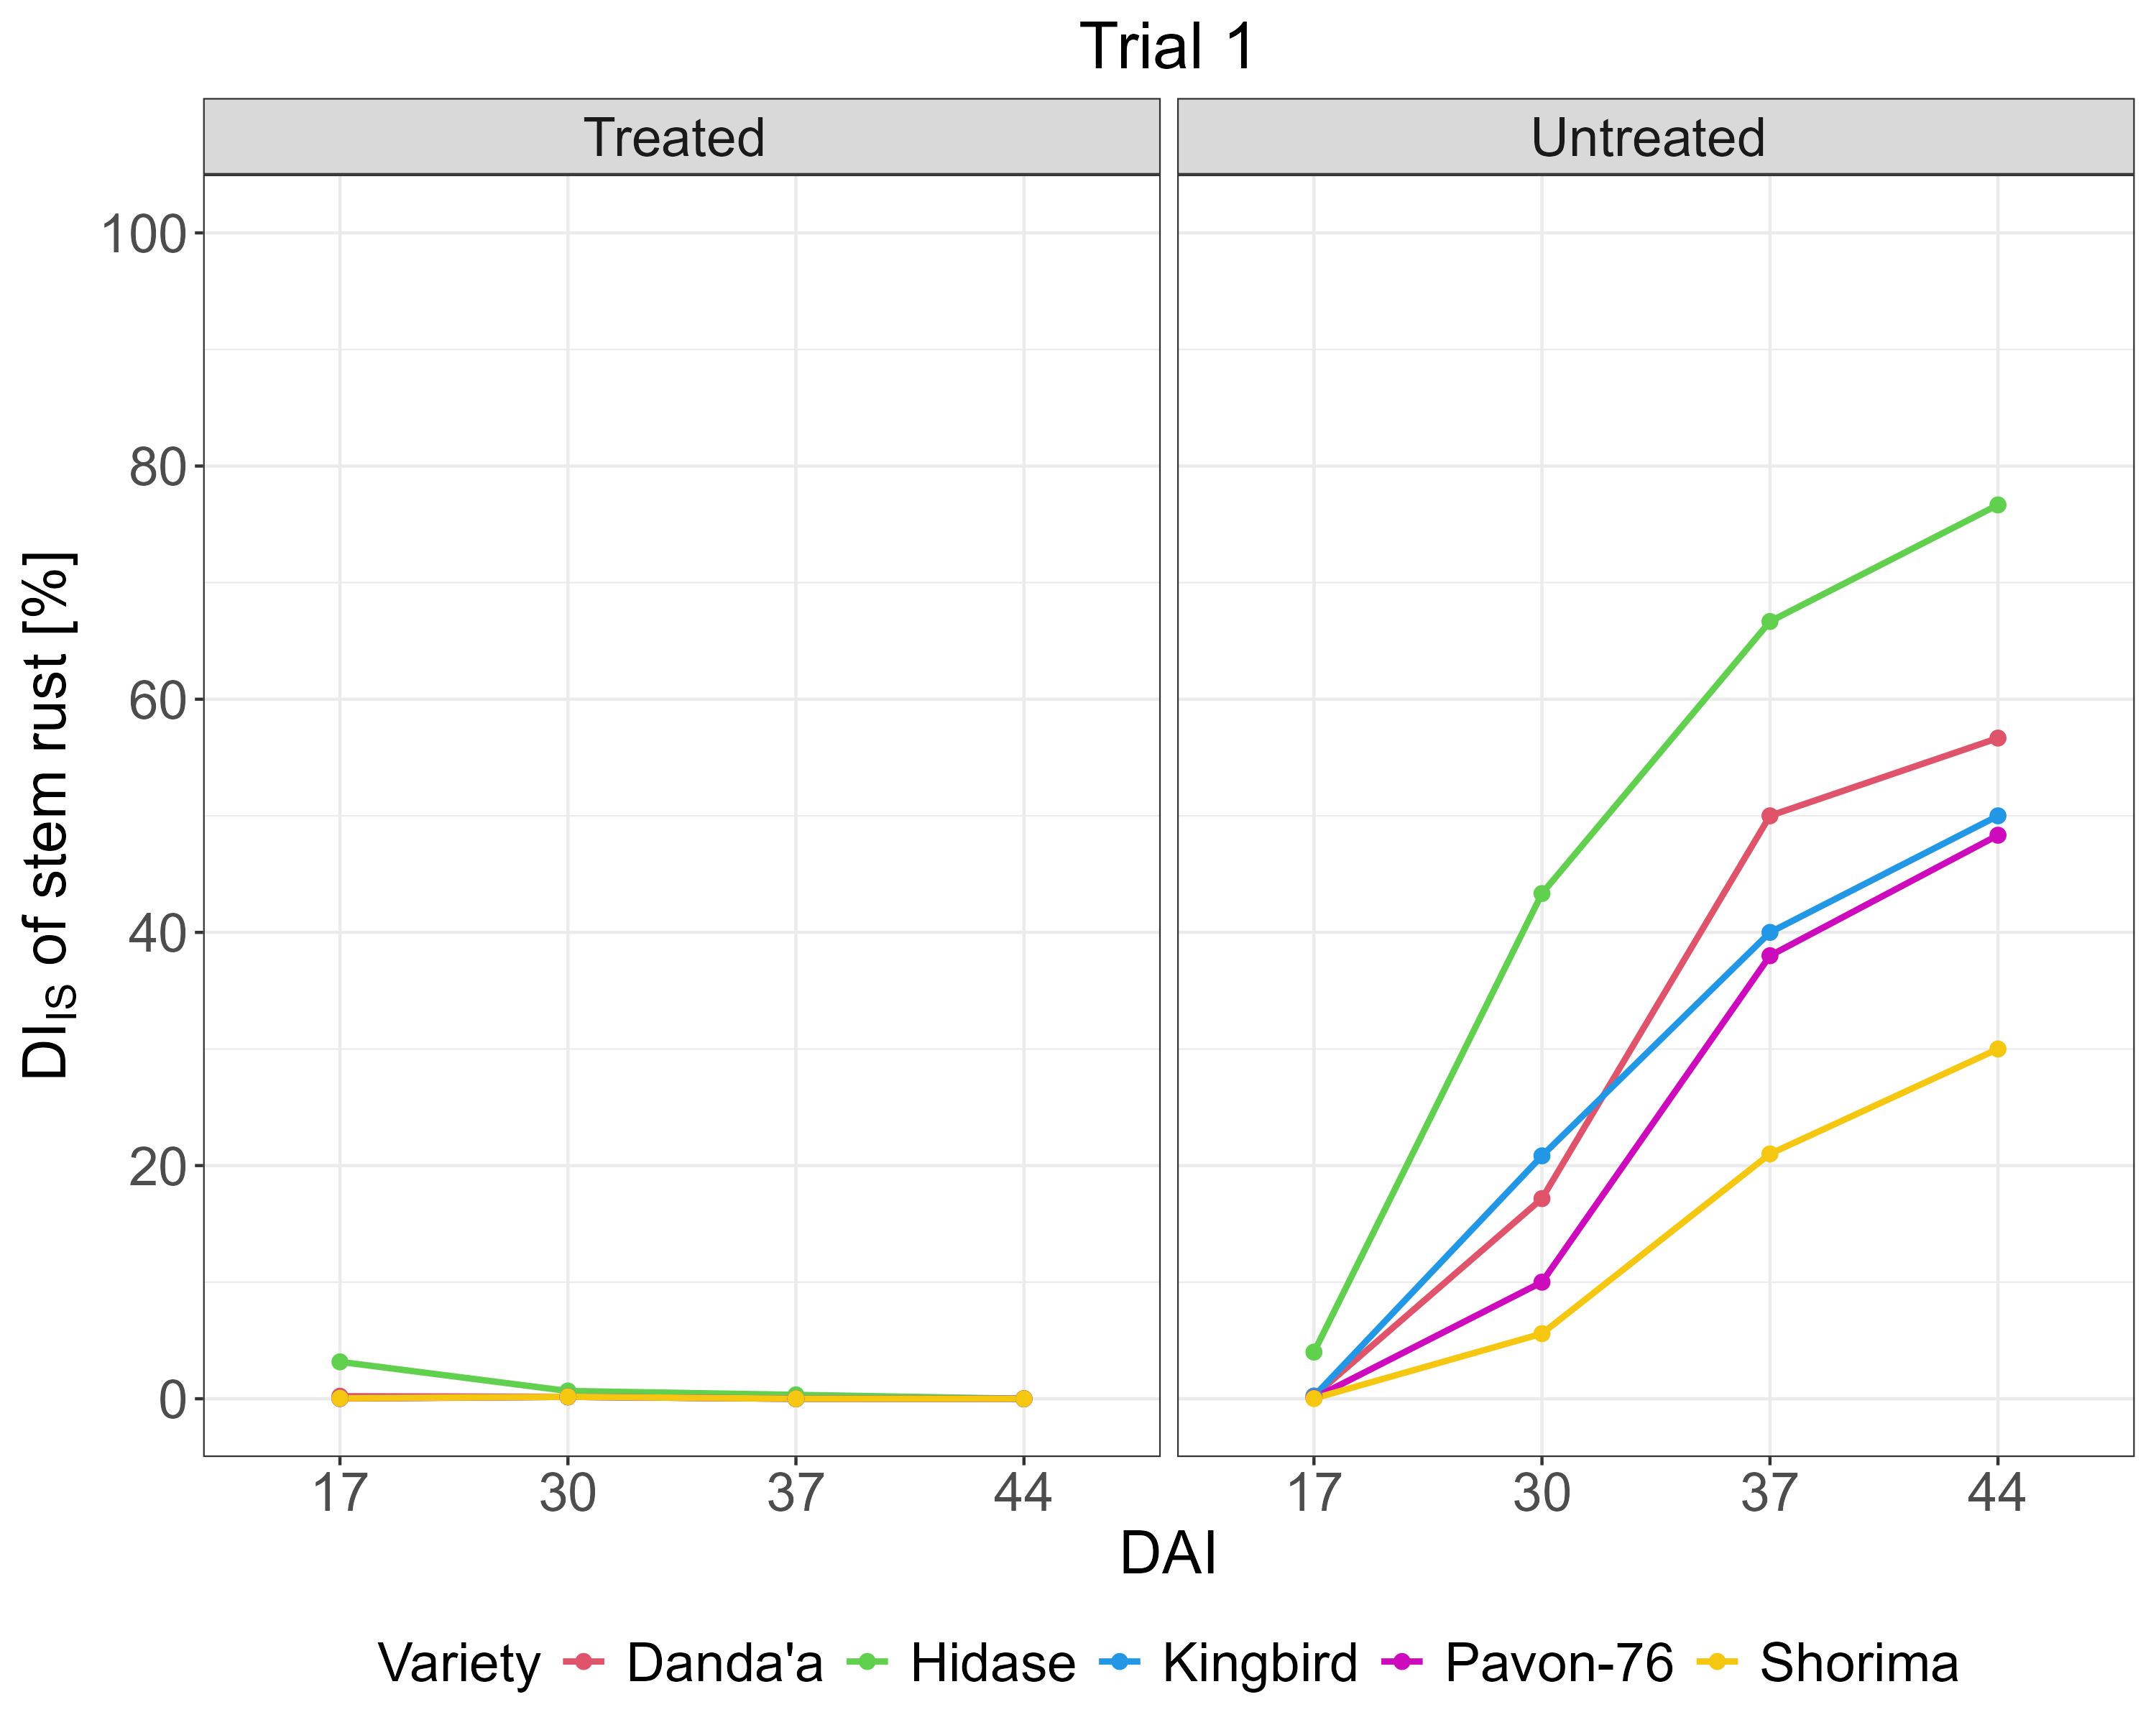 Trial 1
Treated
Untreated
100
80
60
40
20
0
DIIS of stem rust [%]
17 30 37 44
17 30 37 44
DAI
Variety Danda'a Hidase Kingbird Pavon-76 Shorima